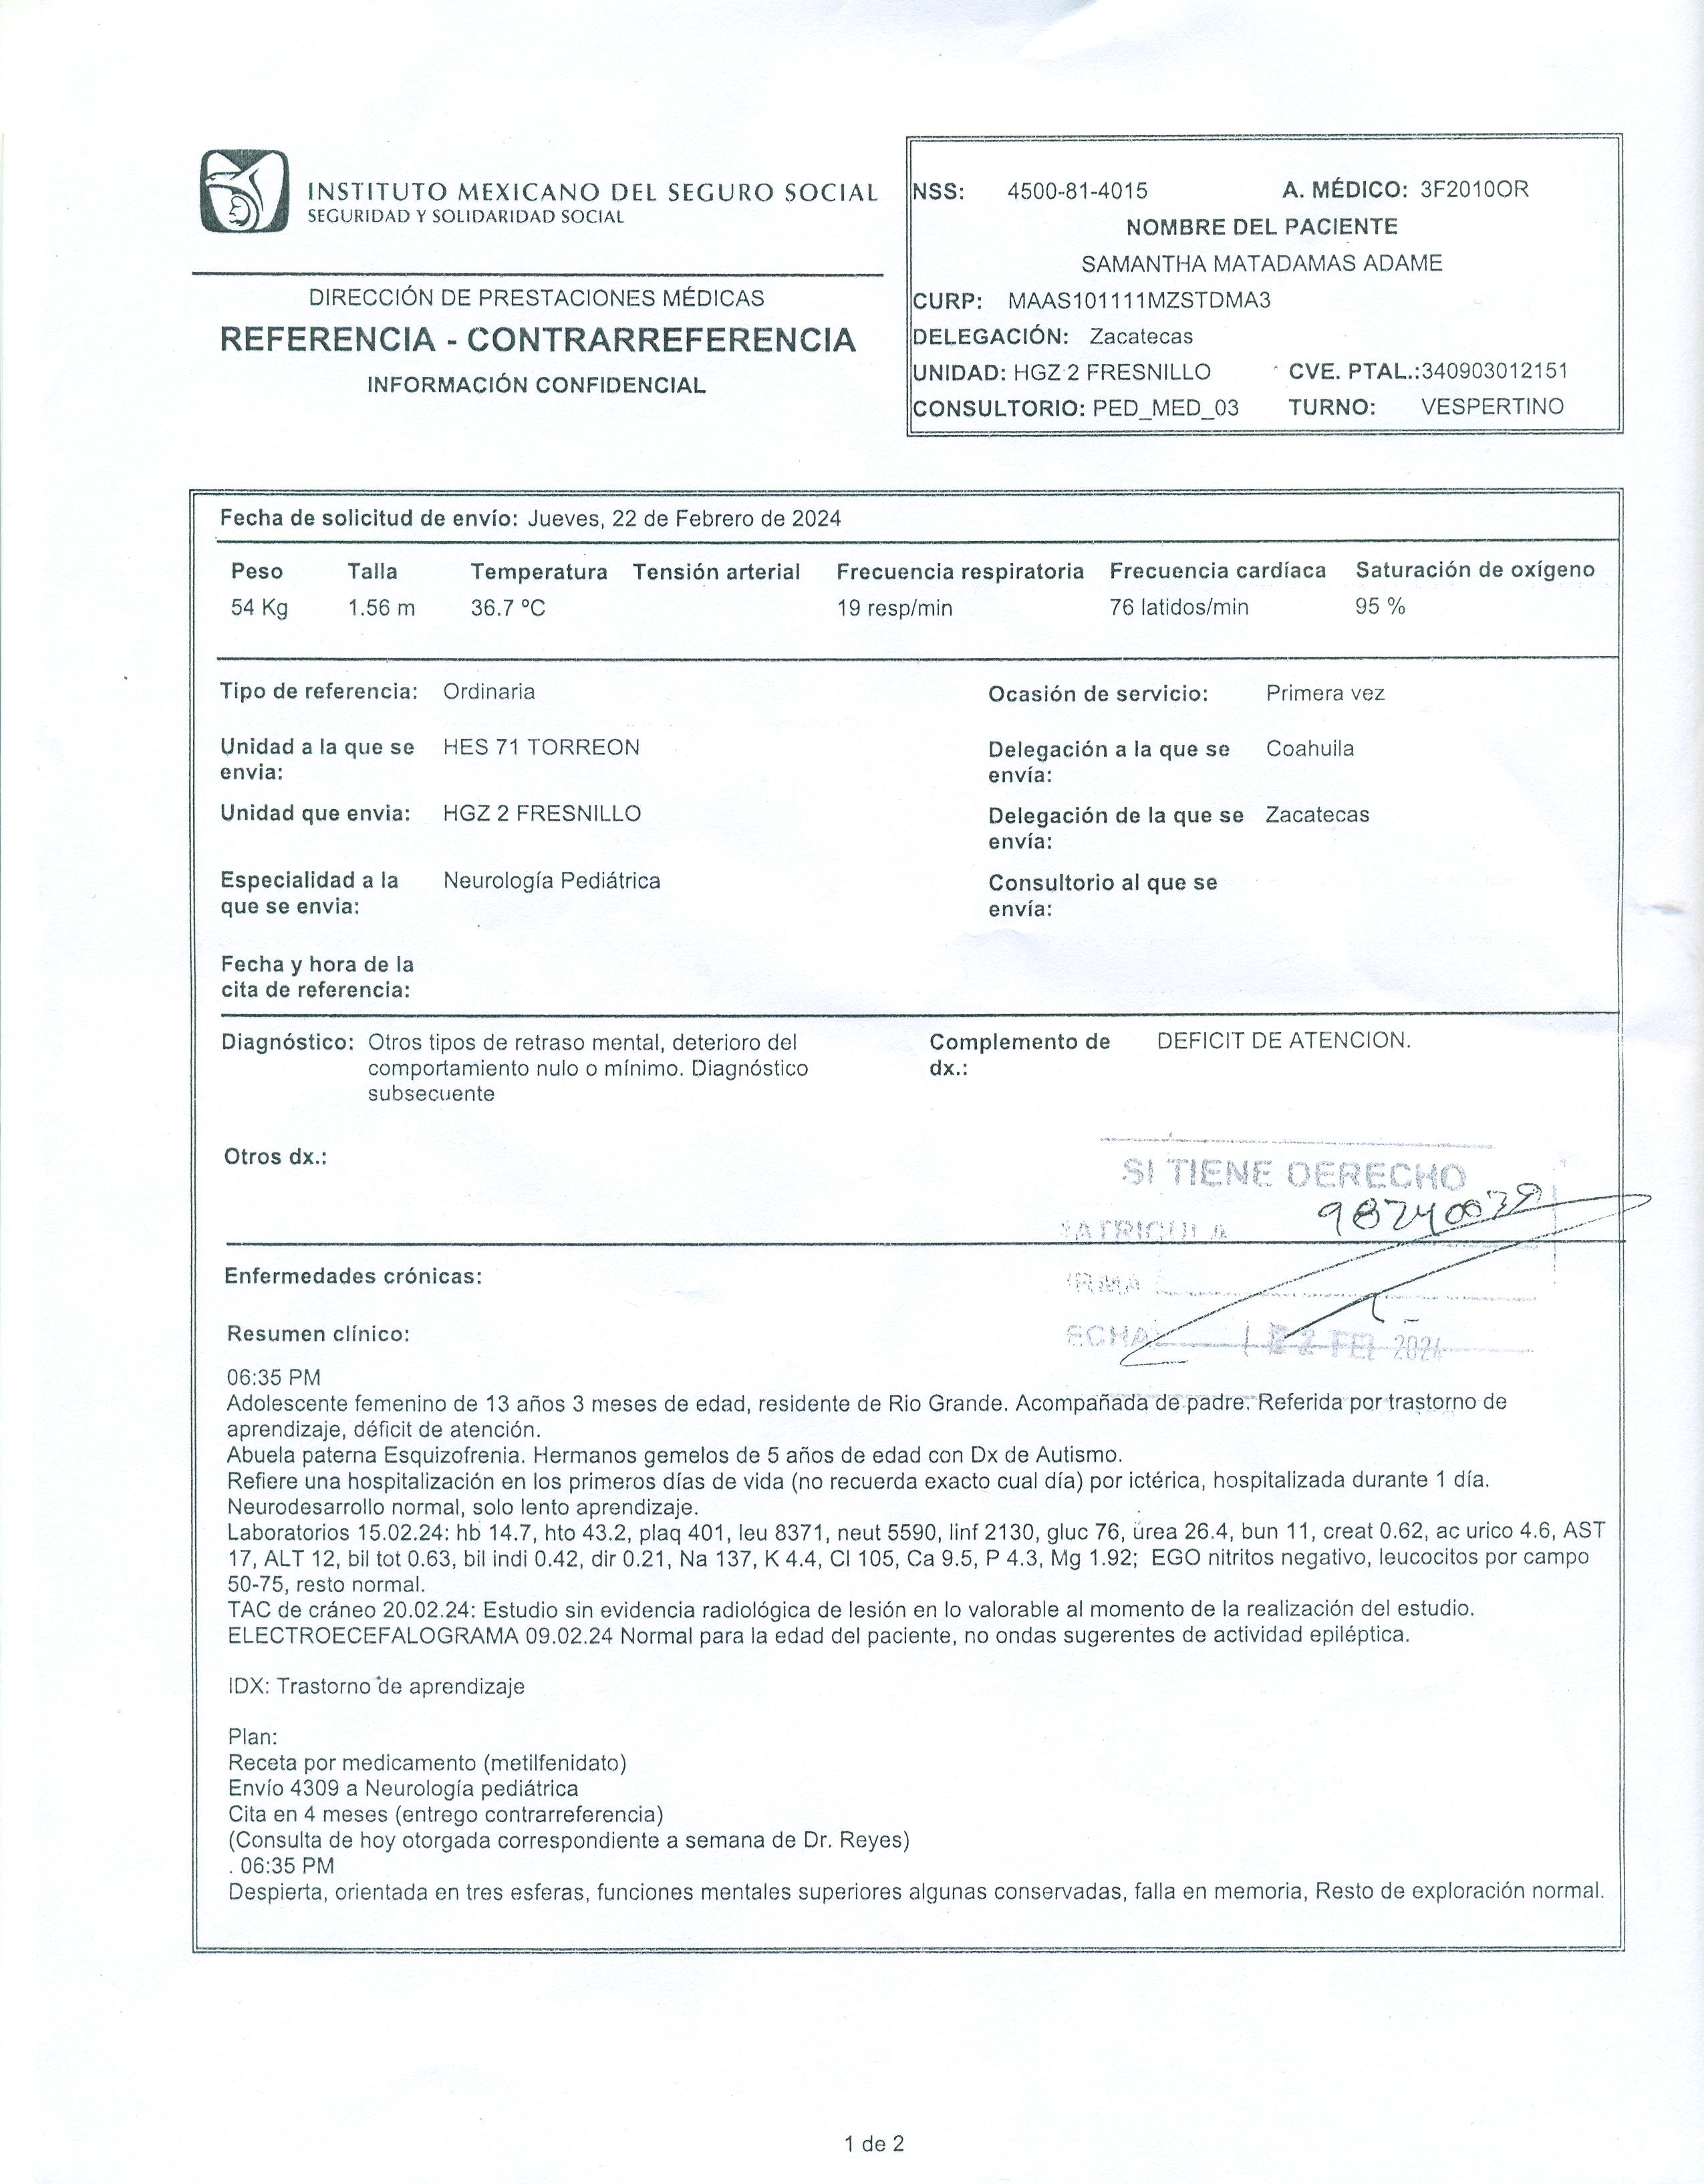 INSTITUTO MEXICANO DEL SEGURO SOCIAL
SEGURIDAD Y SOLIDARIDAD SOCIAL
DIRECCIÓN DE PRESTACIONES MÉDICAS
REFERENCIA - CONTRARREFERENCIA
INFORMACIÓN CONFIDENCIAL
NSS: 4500-81-4015 A. MÉDICO: 3F2010OR
NOMBRE DEL PACIENTE
SAMANTHA MATADAMAS ADAME
CURP: MAAS101111MZSTDMA3
DELEGACIÓN: Zacatecas
UNIDAD: HGZ 2 FRESNILLO CVE. PTAL.:340903012151
CONSULTORIO: PED_MED_03 TURNO: VESPERTINO
Fecha de solicitud de envío: Jueves, 22 de Febrero de 2024
Peso Talla Temperatura Tensión arterial Frecuencia respiratoria Frecuencia cardíaca Saturación de oxígeno
54 Kg 1.56 m 36.7 ºC 19 resp/min 76 latidos/min 95 %
Tipo de referencia: Ordinaria Ocasión de servicio: Primera vez
Unidad a la que se HES 71 TORREON Delegación a la que se Coahuila
envia: envía:
Unidad que envia: HGZ 2 FRESNILLO Delegación de la que se Zacatecas
envía:
Especialidad a la Neurología Pediátrica Consultorio al que se
que se envia: envía:
Fecha y hora de la
cita de referencia:
Diagnóstico: Otros tipos de retraso mental, deterioro del Complemento de DEFICIT DE ATENCION.
comportamiento nulo o mínimo. Diagnóstico dx.:
subsecuente
Otros dx.:
SI TIENE DERECHO
Enfermedades crónicas:
Resumen clínico:
06:35 PM
Adolescente femenino de 13 años 3 meses de edad, residente de Rio Grande. Acompañada de padre. Referida por trastorno de
aprendizaje, déficit de atención.
Abuela paterna Esquizofrenia. Hermanos gemelos de 5 años de edad con Dx de Autismo.
Refiere una hospitalización en los primeros días de vida (no recuerda exacto cual día) por ictérica, hospitalizada durante 1 día.
Neurodesarrollo normal, solo lento aprendizaje.
Laboratorios 15.02.24: hb 14.7, hto 43.2, plaq 401, leu 8371, neut 5590, linf 2130, gluc 76, urea 26.4, bun 11, creat 0.62, ac urico 4.6, AST
17, ALT 12, bil tot 0.63, bil indi 0.42, dir 0.21, Na 137, K 4.4, Cl 105, Ca 9.5, P 4.3, Mg 1.92; EGO nitritos negativo, leucocitos por campo
50-75, resto normal.
TAC de cráneo 20.02.24: Estudio sin evidencia radiológica de lesión en lo valorable al momento de la realización del estudio.
ELECTROECEFALOGRAMA 09.02.24 Normal para la edad del paciente, no ondas sugerentes de actividad epiléptica.
IDX: Trastorno de aprendizaje
Plan:
Receta por medicamento (metilfenidato)
Envío 4309 a Neurología pediátrica
Cita en 4 meses (entrego contrarreferencia)
(Consulta de hoy otorgada correspondiente a semana de Dr. Reyes)
. 06:35 PM
Despierta, orientada en tres esferas, funciones mentales superiores algunas conservadas, falla en memoria, Resto de exploración normal.
1 de 2